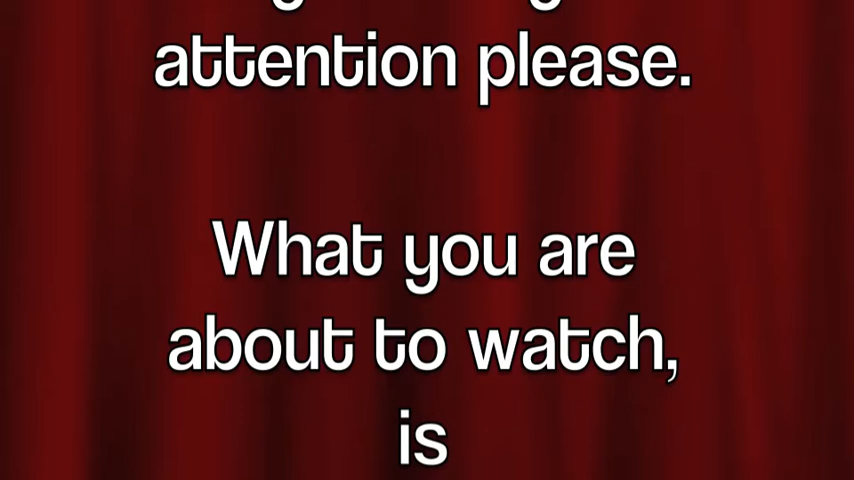 attention please.
What you are
about to watch,
is